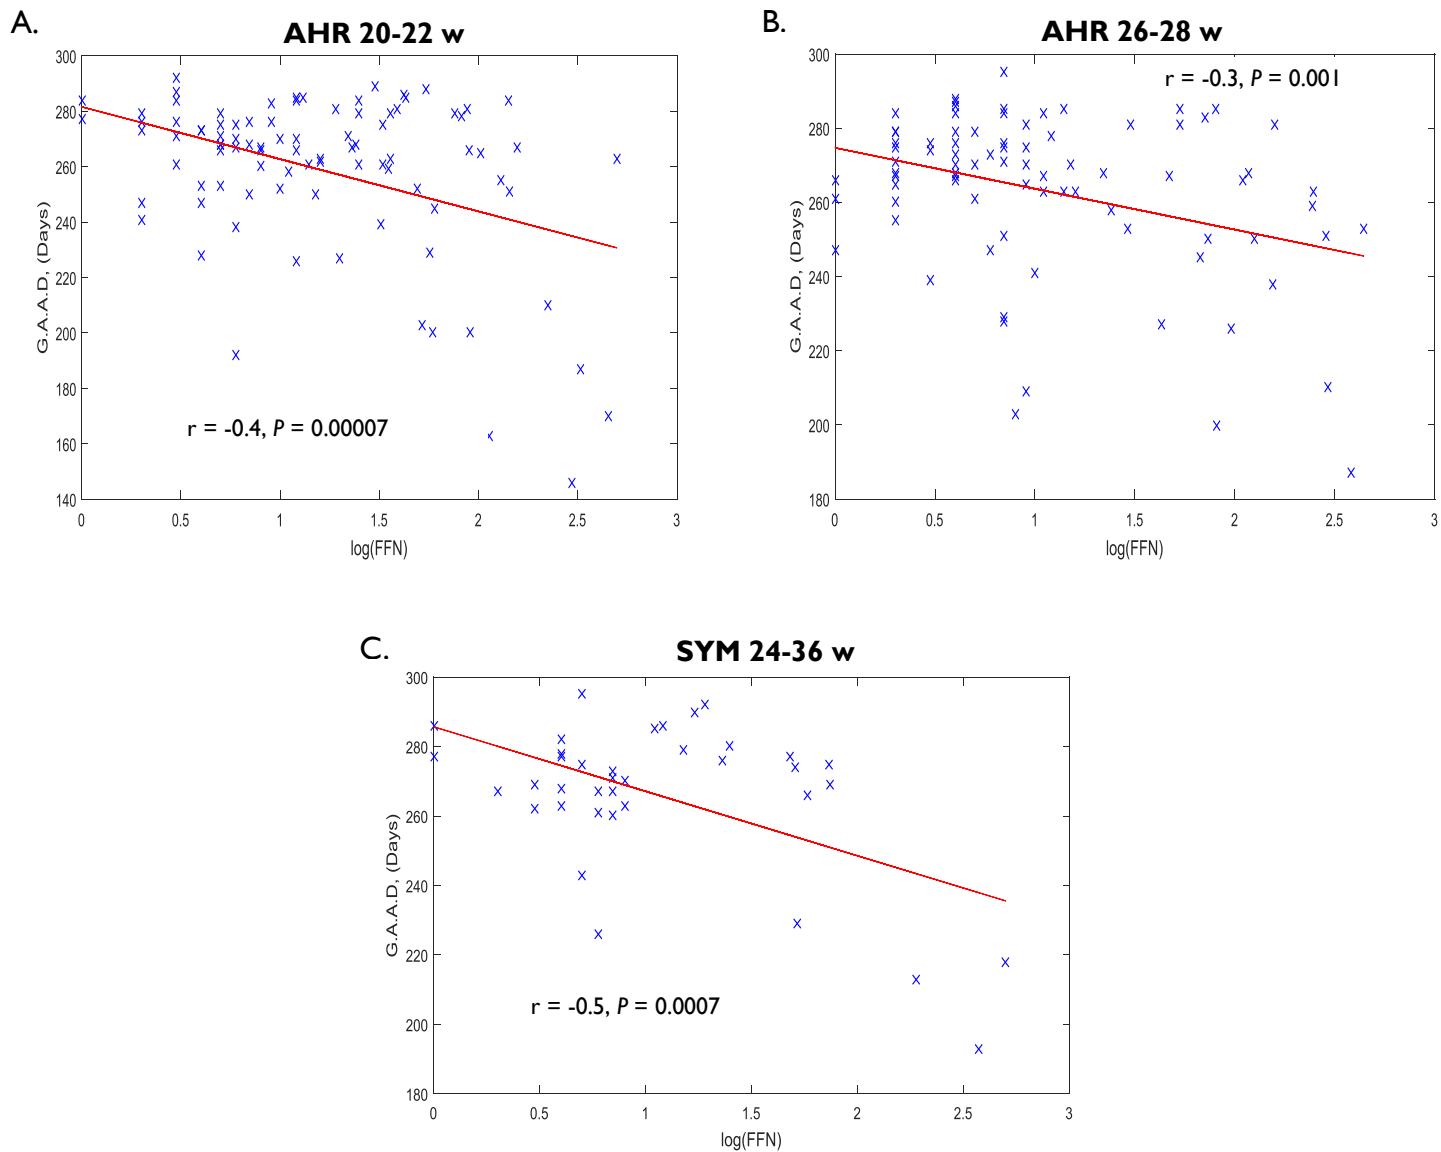 A.
AHR 20-22 w
300
280
260
240
220
200
180
160
140
G.A.A.D, (Days)
r = -0.4, P = 0.00007
0 0.5 1 1.5 2 2.5 3
log(FFN)
B.
AHR 26-28 w
300
280
260
240
220
200
180
G.A.A.D, (Days)
r = -0.3, P = 0.001
0 0.5 1 1.5 2 2.5 3
log(FFN)
C.
SYM 24-36 w
300
280
260
240
220
200
180
G.A.A.D, (Days)
r = -0.5, P = 0.0007
0 0.5 1 1.5 2 2.5 3
log(FFN)